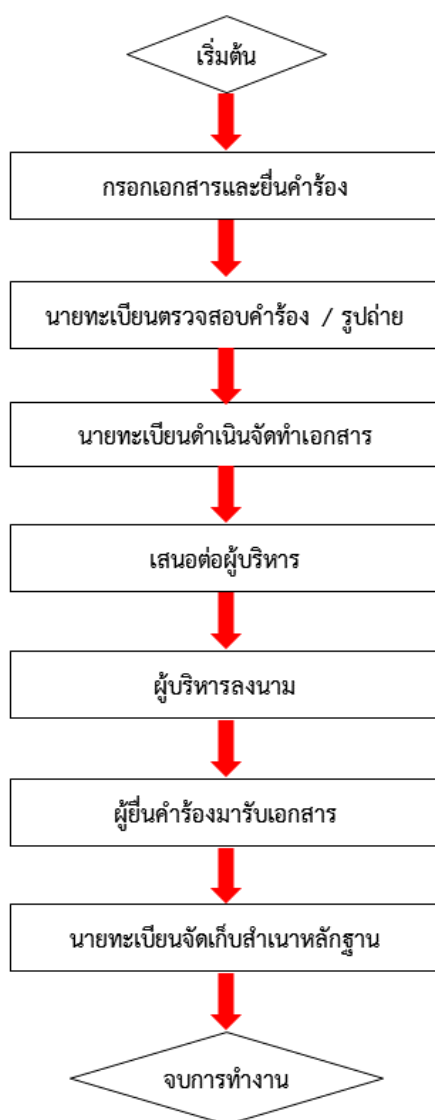 เริ่มต้น
กรอกเอกสารและยื่นคำร้อง
นายทะเบียนตรวจสอบคำร้อง / รูปถ่าย
นายทะเบียนดำเนินจัดทำเอกสาร
เสนอต่อผู้บริหาร
ผู้บริหารลงนาม
ผู้ยื่นคำร้องมารับเอกสาร
นายทะเบียนจัดเก็บสำเนาหลักฐาน
จบการทำงาน